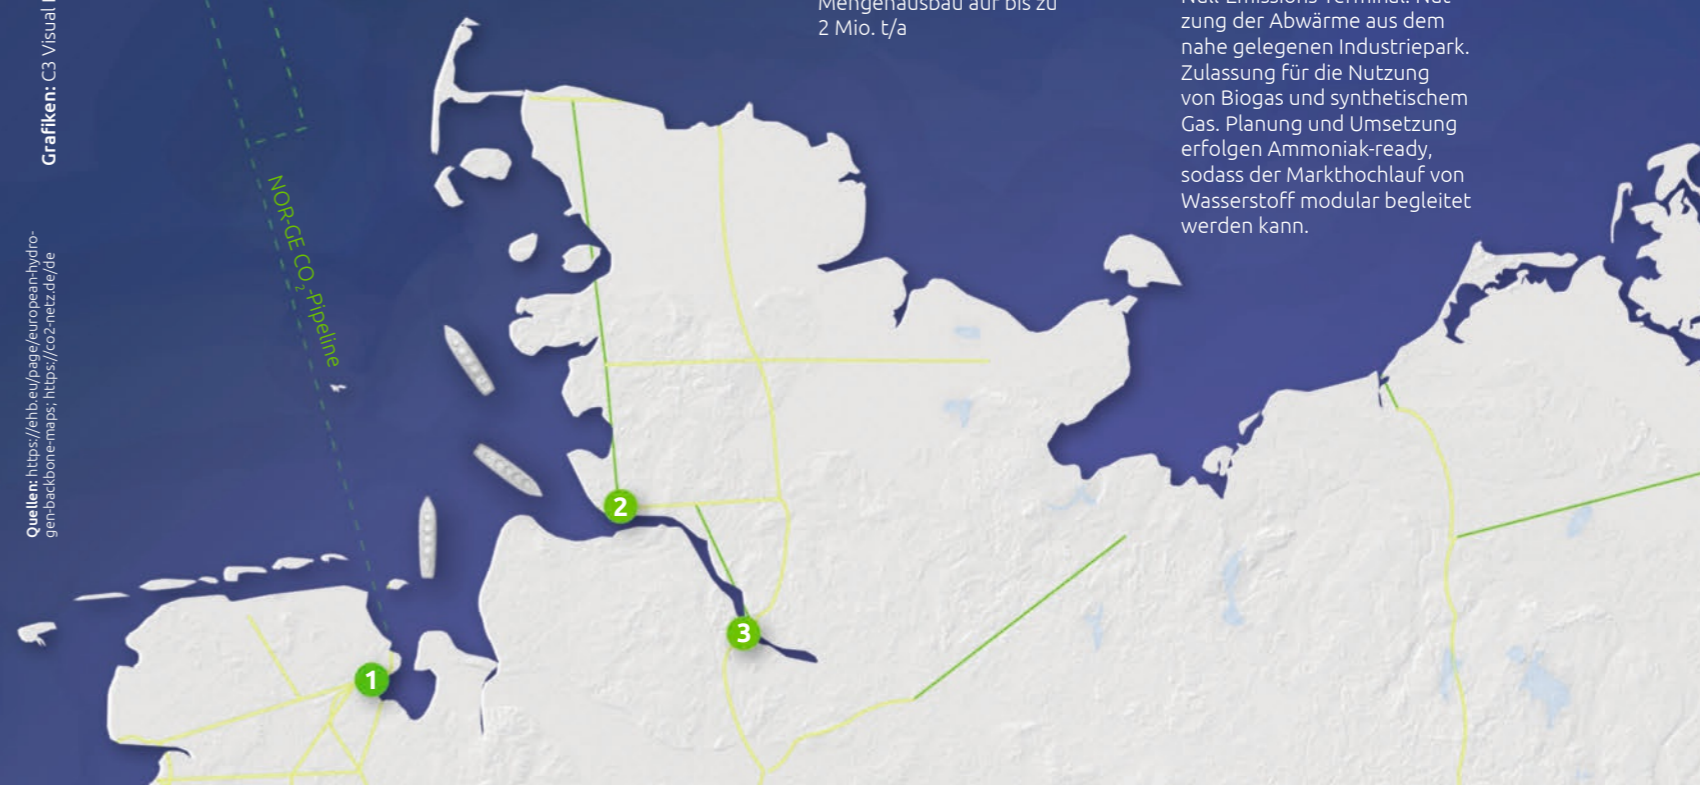 Grafiken: C3 Visual
Quellen: https://ehb.eu/page/european-hydro-
gen-backbone-maps; https://co2-netz.de/de
NOR-GE CO₂-Pipeline
Mengenausbau auf bis zu
2 Mio. t/a
zung der Abwärme aus dem
nahe gelegenen Industriepark.
Zulassung für die Nutzung
von Biogas und synthetischem
Gas. Planung und Umsetzung
erfolgen Ammoniak-ready,
sodass der Markthochlauf von
Wasserstoff modular begleitet
werden kann.
2
3
1